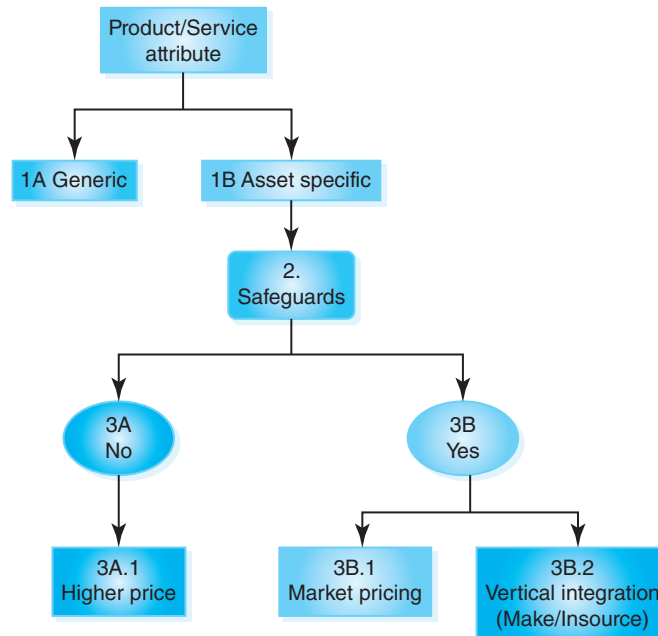 Product/Service
attribute
1A Generic
1B Asset specific
2.
Safeguards
3A
No
3B
Yes
3A.1
Higher price
3B.1
Market pricing
3B.2
Vertical integration
(Make/Insource)